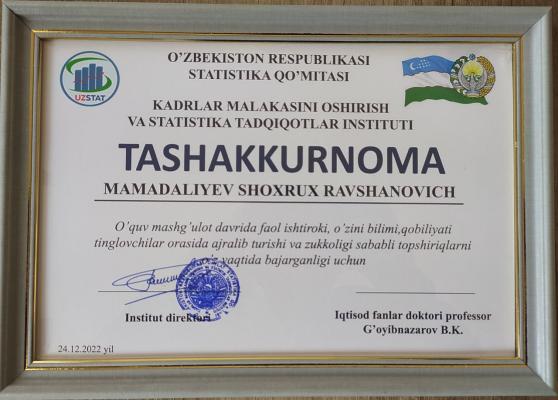 O'ZBEKISTON RESPUBLIKASI
STATISTIKA QO'MITASI
UZSTAT
KADRLAR MALAKASINI OSHIRISH
VA STATISTIKA TADQIQOTLAR INSTITUTI
TASHAKKURNOMA
MAMADALIYEV SHOXRUX RAVSHANOVICH
O'quv mashg'ulot davrida faol ishtiroki, o'zini bilimi,qobiliyati
tinglovchilar orasida ajralib turishi va zukkoligi sababli topshiriqlarni
o'z vaqtida bajarganligi uchun
Institut direktori
Iqtisod fanlar doktori professor
G'oyibnazarov B.K.
24.12.2022 yil